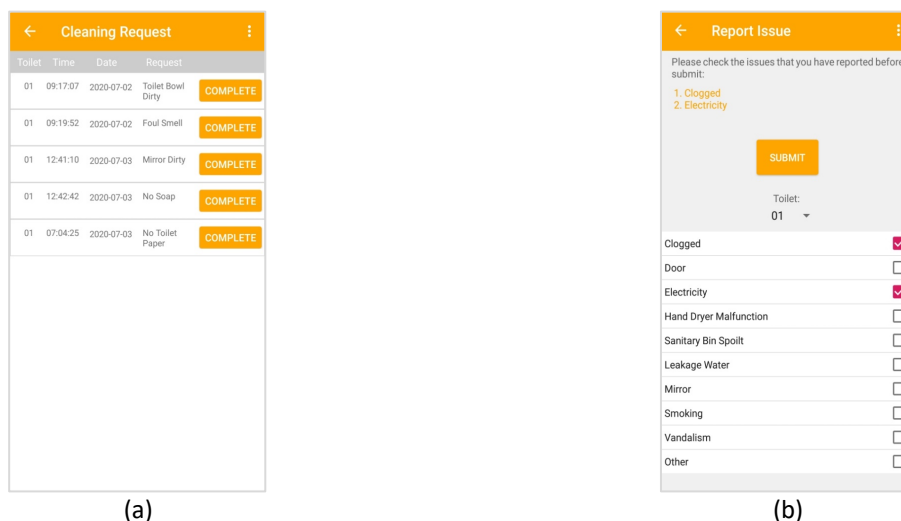 Cleaning Request
Toilet Time Date Request
01 09:17:07 2020-07-02 Toilet Bowl Dirty COMPLETE
01 09:19:52 2020-07-02 Foul Smell COMPLETE
01 12:41:10 2020-07-03 Mirror Dirty COMPLETE
01 12:42:42 2020-07-03 No Soap COMPLETE
01 07:04:25 2020-07-03 No Toilet Paper COMPLETE
(a)
Report Issue
Please check the issues that you have reported before
submit:
1. Clogged
2. Electricity
SUBMIT
Toilet:
01
Clogged
Door
Electricity
Hand Dryer Malfunction
Sanitary Bin Spoilt
Leakage Water
Mirror
Smoking
Vandalism
Other
(b)